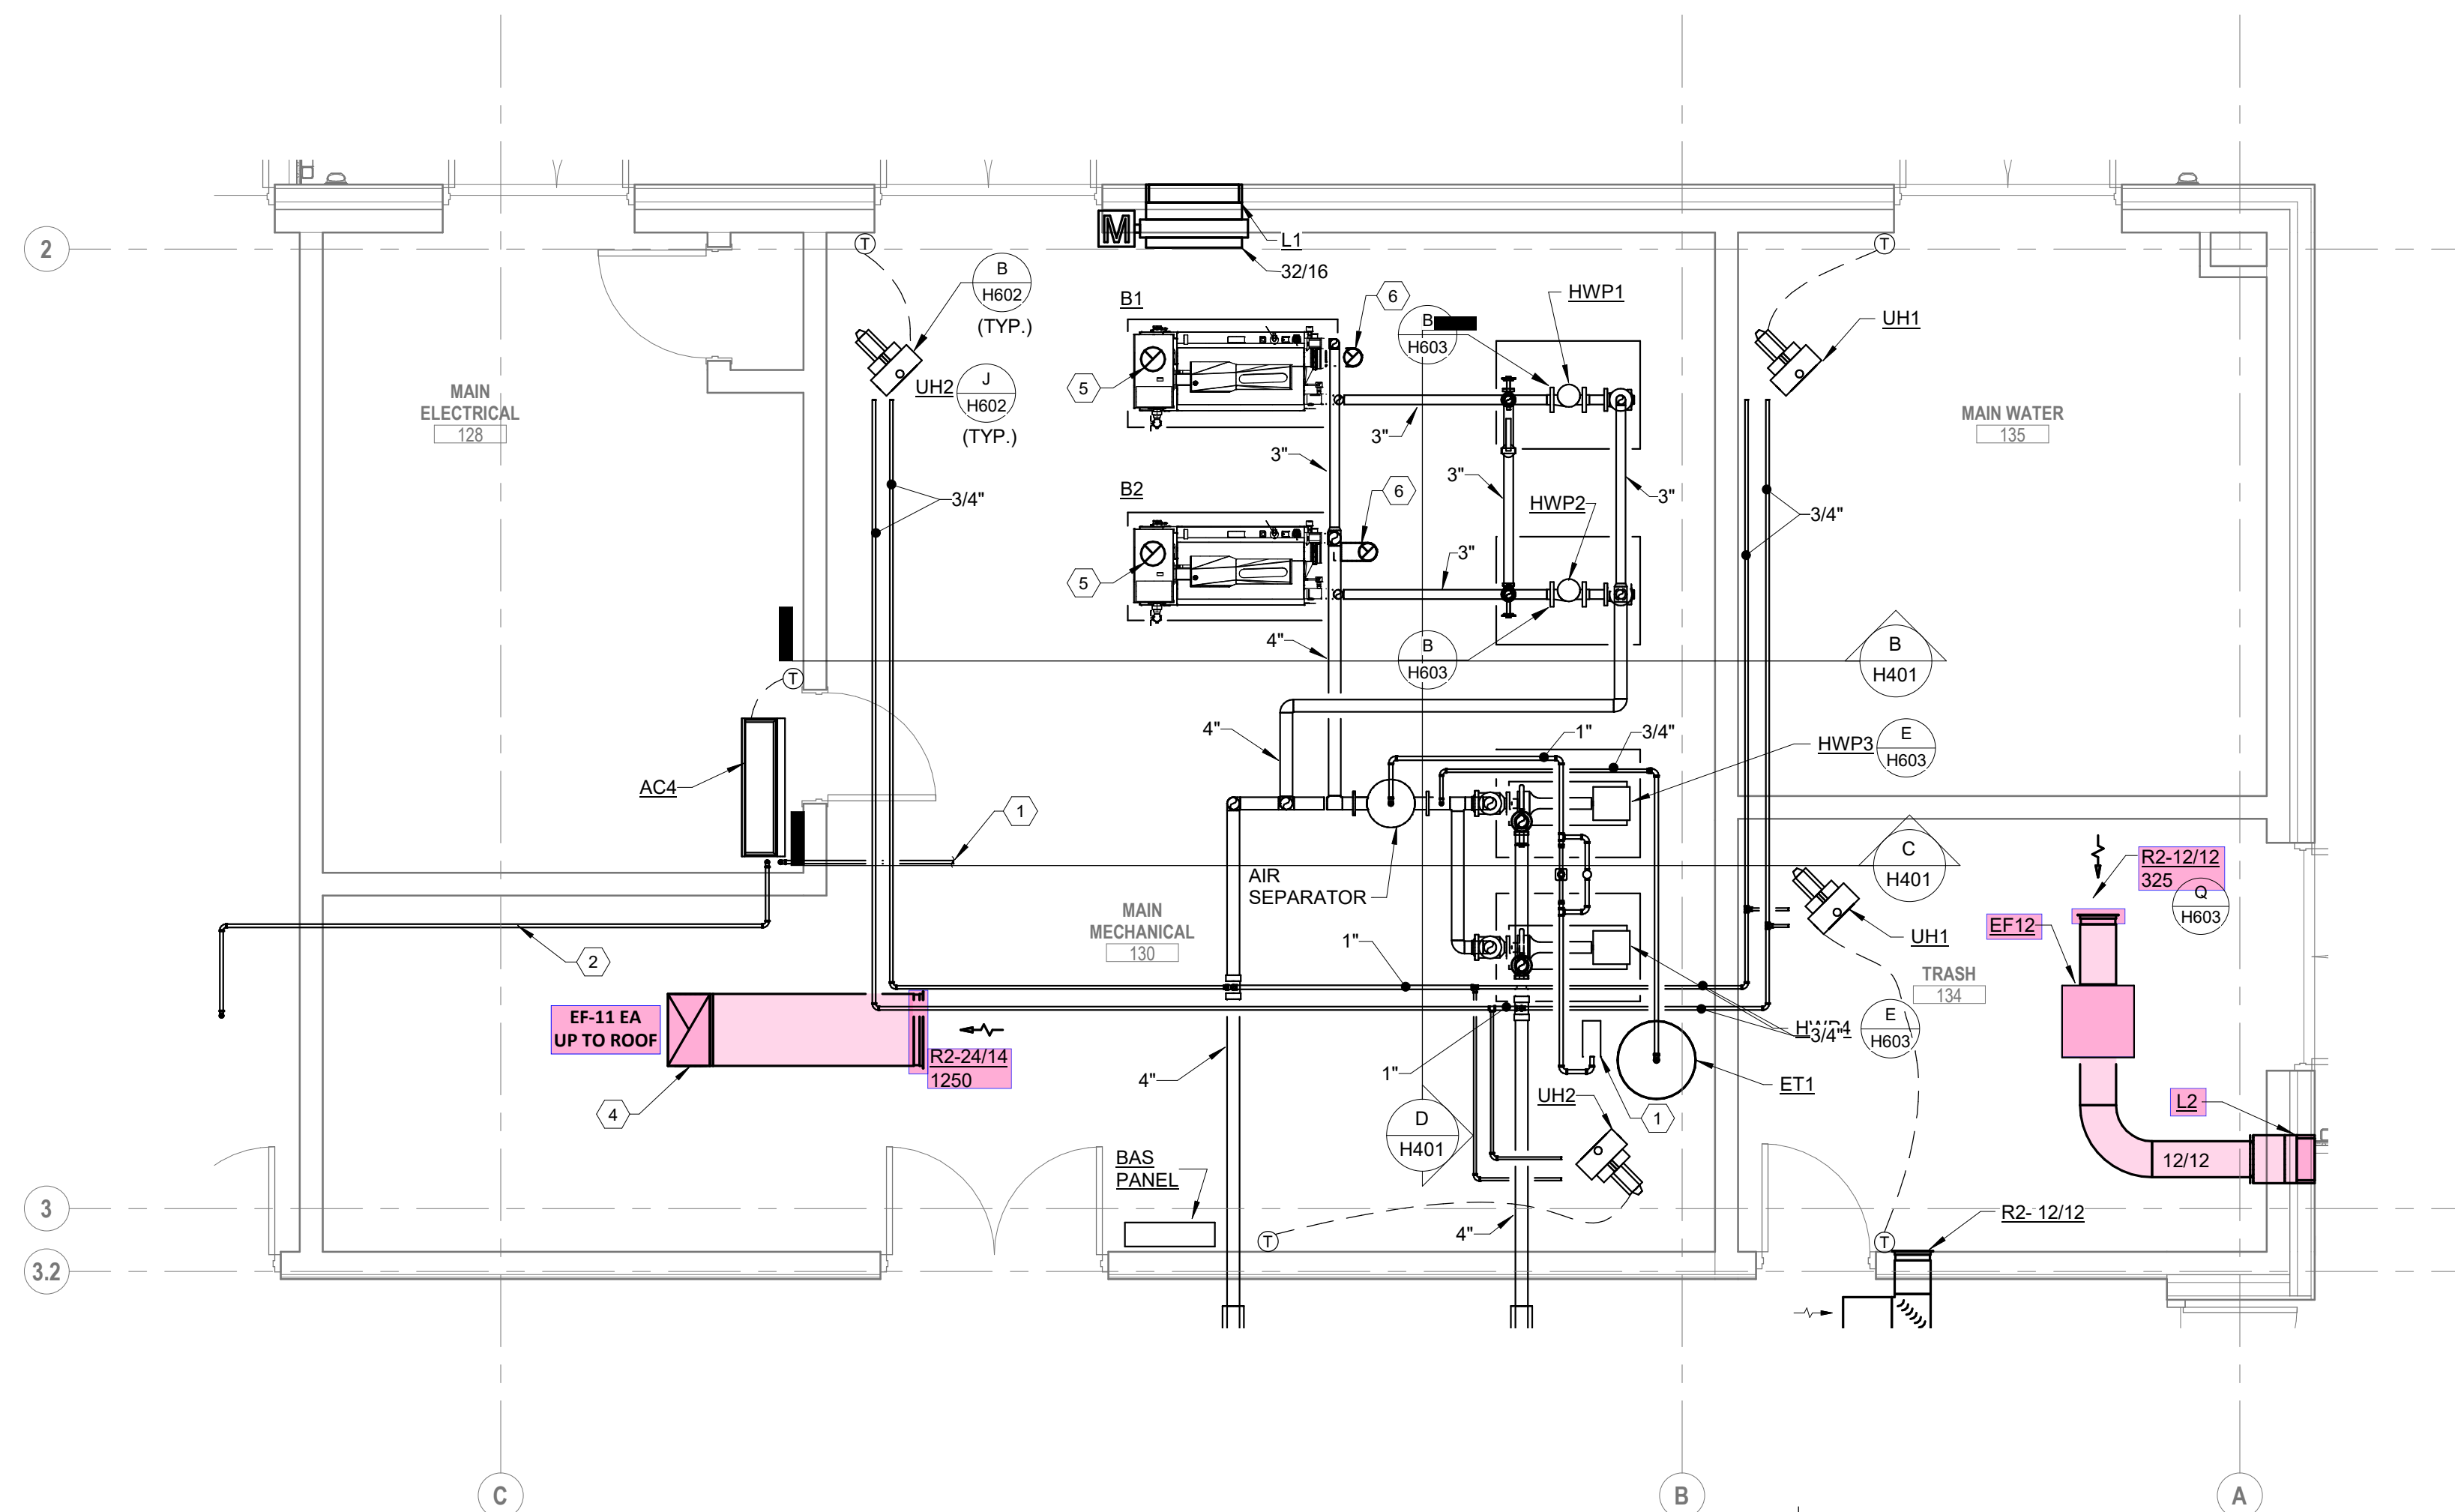 2
M
L1
32/16
T
T
B
H602
(TYP.)
B1
6
B
H603
HWP1
UH1
5
UH2
J
H602
(TYP.)
MAIN
ELECTRICAL
128
MAIN WATER
135
3"
3"
3"
3"
3/4"
B2
6
HWP2
3/4"
3"
5
4"
B
H603
B
H401
T
4"
1"
3/4"
HWP3
E
H603
AC4
1
C
H401
AIR
SEPARATOR
R2-12/12
325
Q
H603
MAIN
MECHANICAL
130
EF12
UH1
2
1"
TRASH
134
EF-11 EA
UP TO ROOF
HWP4
3/4"
E
H603
R2-24/14
1250
4"
1"
ET1
4
UH2
1
L2
D
H401
BAS
PANEL
12/12
3
R2- 12/12
4"
T
T
3.2
C
B
A